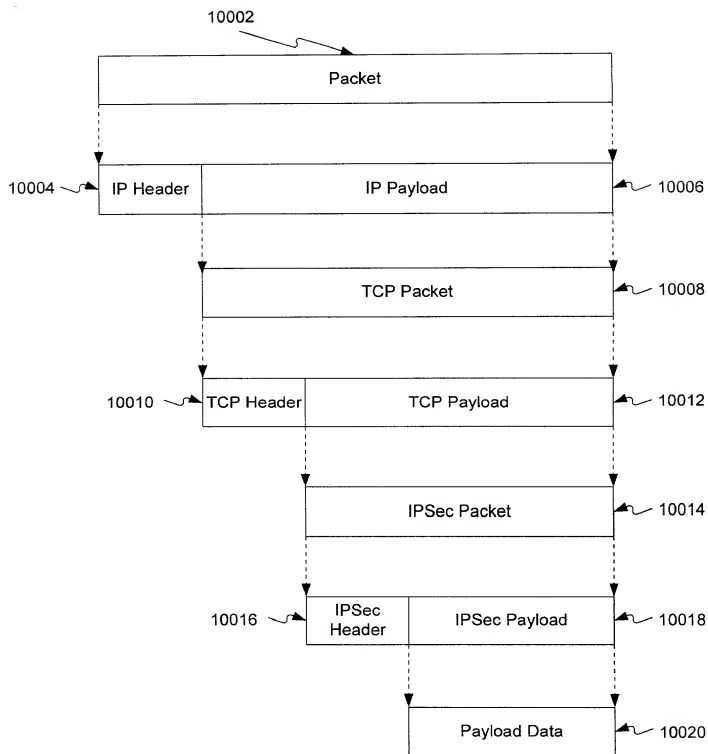 10002
Packet
10004
IP Header
IP Payload
10006
TCP Packet
10008
10010
TCP Header
TCP Payload
10012
IPSec Packet
10014
10016
IPSec
Header
IPSec Payload
10018
Payload Data
10020